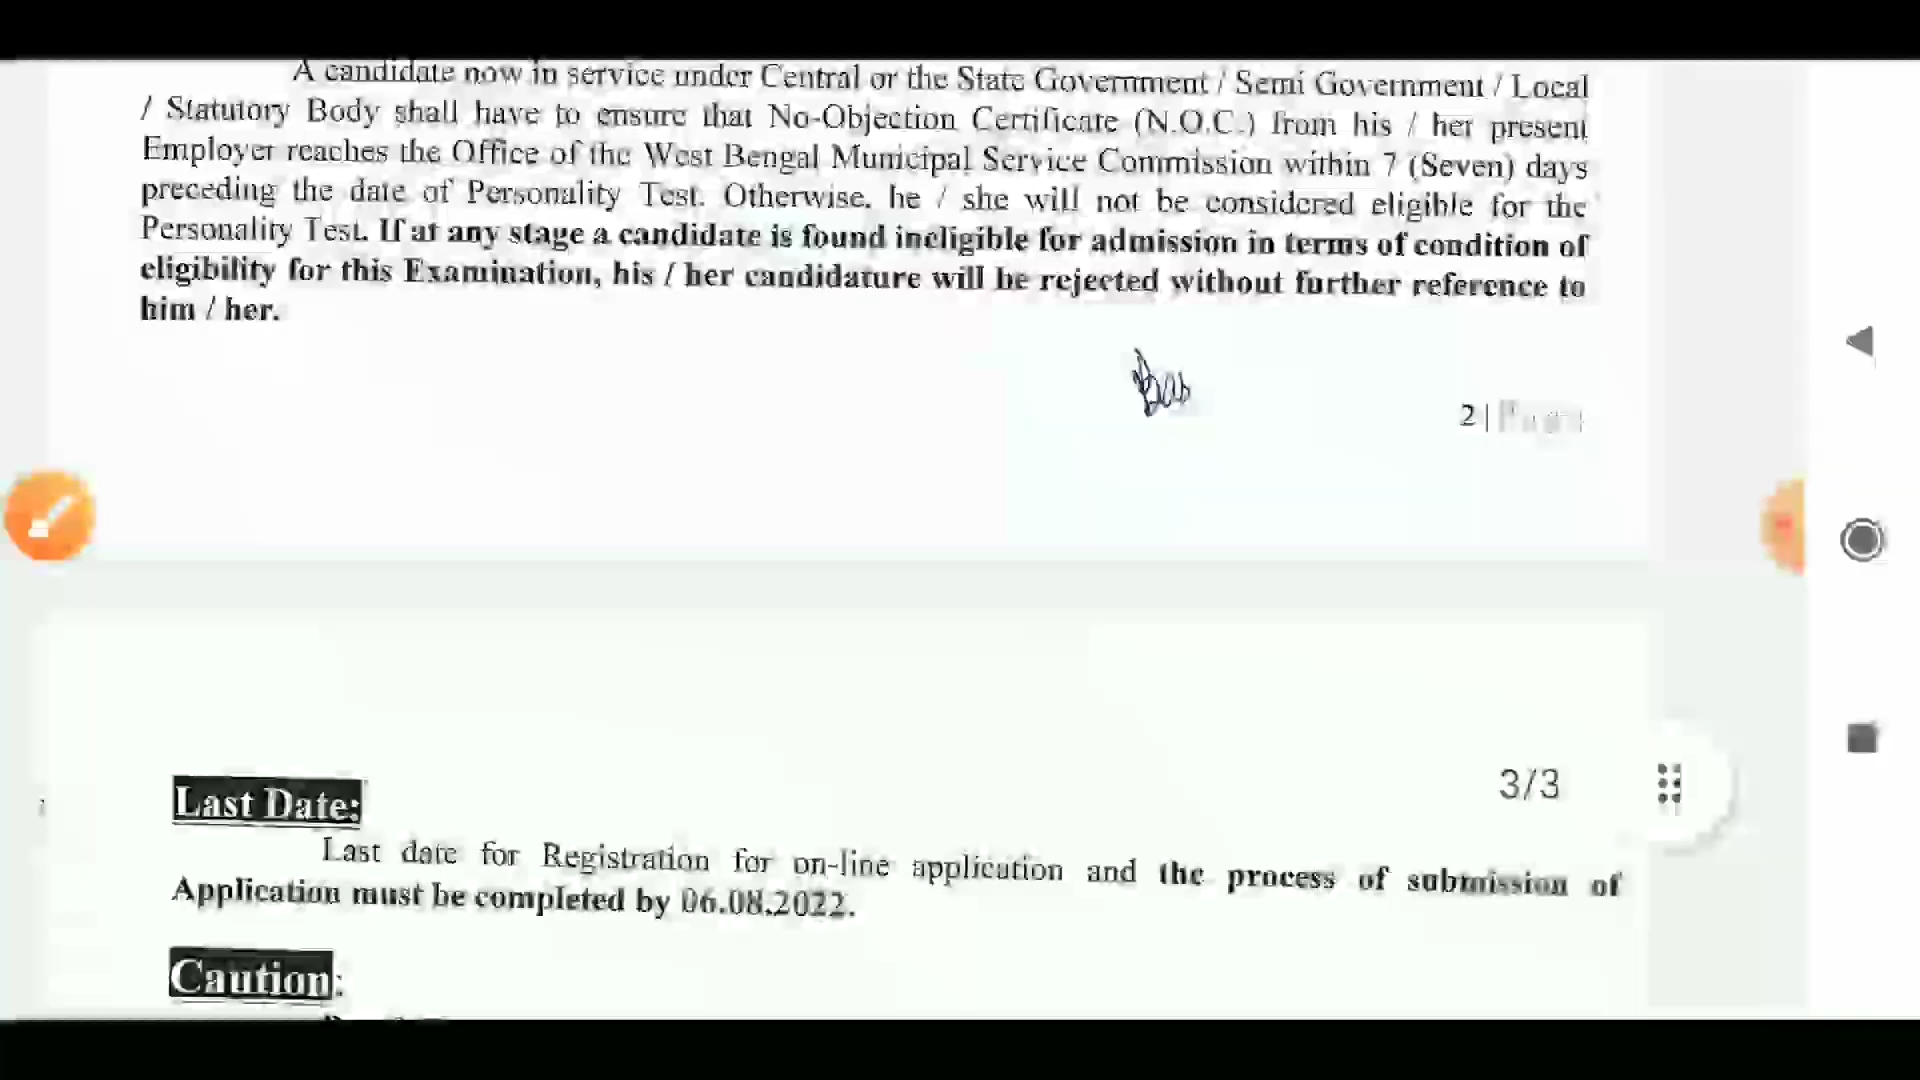 A candidate now in service under Central or the State Government / Semi Government / Local
/ Statutory Body shall have to ensure that No-Objection Certificate (N.O.C.) from his / her present
Employer reaches the Office of the West Bengal Municipal Service Commission within 7 (Seven) days
preceding the date of Personality Test. Otherwise, he / she will not be considered eligible for the
Personality Test. If at any stage a candidate is found ineligible for admission in terms of condition of
eligibility for this Examination, his / her candidature will be rejected without further reference to
him / her.
2 | Page
3/3
Last Date:
Last date for Registration for on-line application and the process of submission of
Application must be completed by 06.08.2022.
Caution: